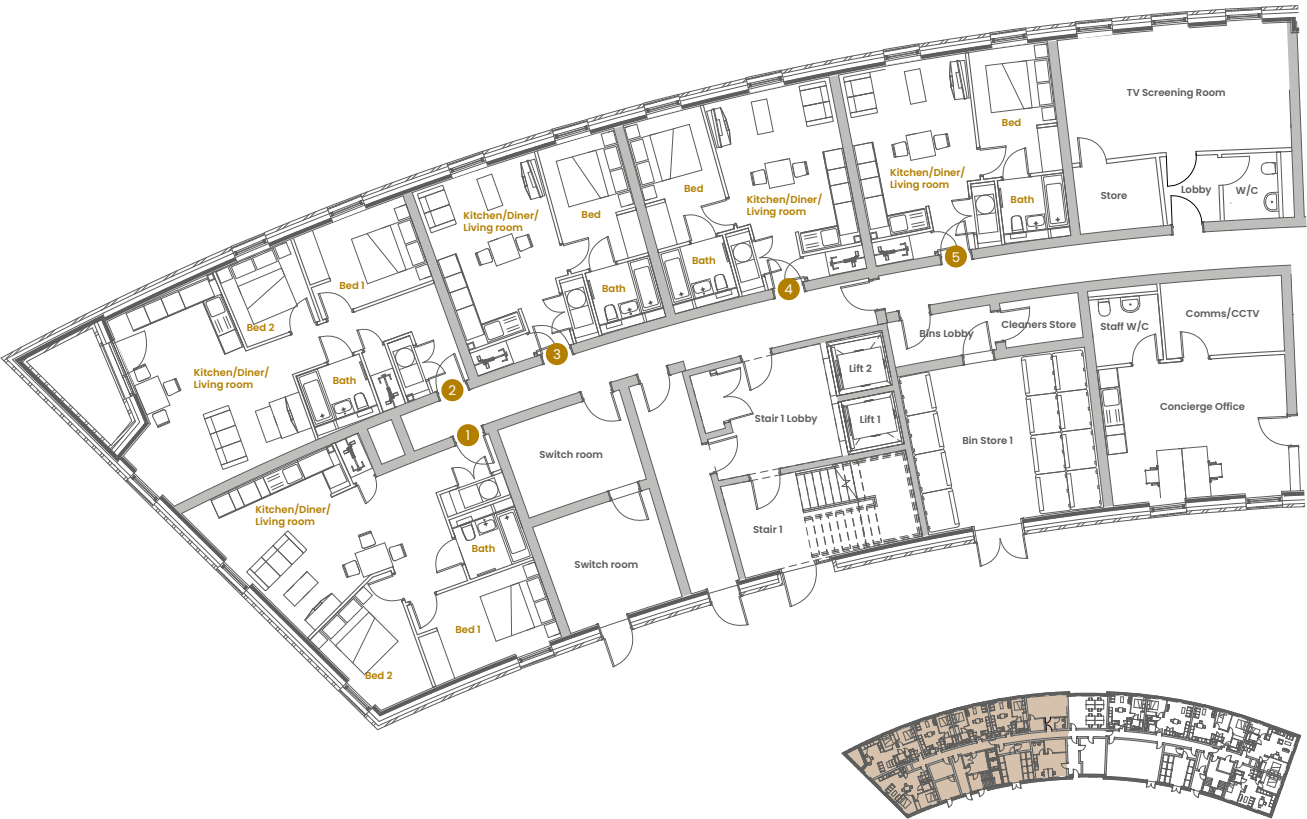 TV Screening Room
Bed
Kitchen/Diner/
Living room
Bed
Kitchen/Diner/
Living room
Store
Lobby
W/C
Bath
Kitchen/Diner/
Living room
Bed
5
Bath
4
Bed 1
Bath
Bed 2
3
Kitchen/Diner/
Living room
Bath
2
1
Bins Lobby
Cleaners Store
Staff W/C
Comms/CCTV
Lift 2
Lift 1
Stair 1 Lobby
Concierge Office
Bin Store 1
Switch room
Stair 1
Switch room
Kitchen/Diner/
Living room
Bath
Bed 1
Bed 2